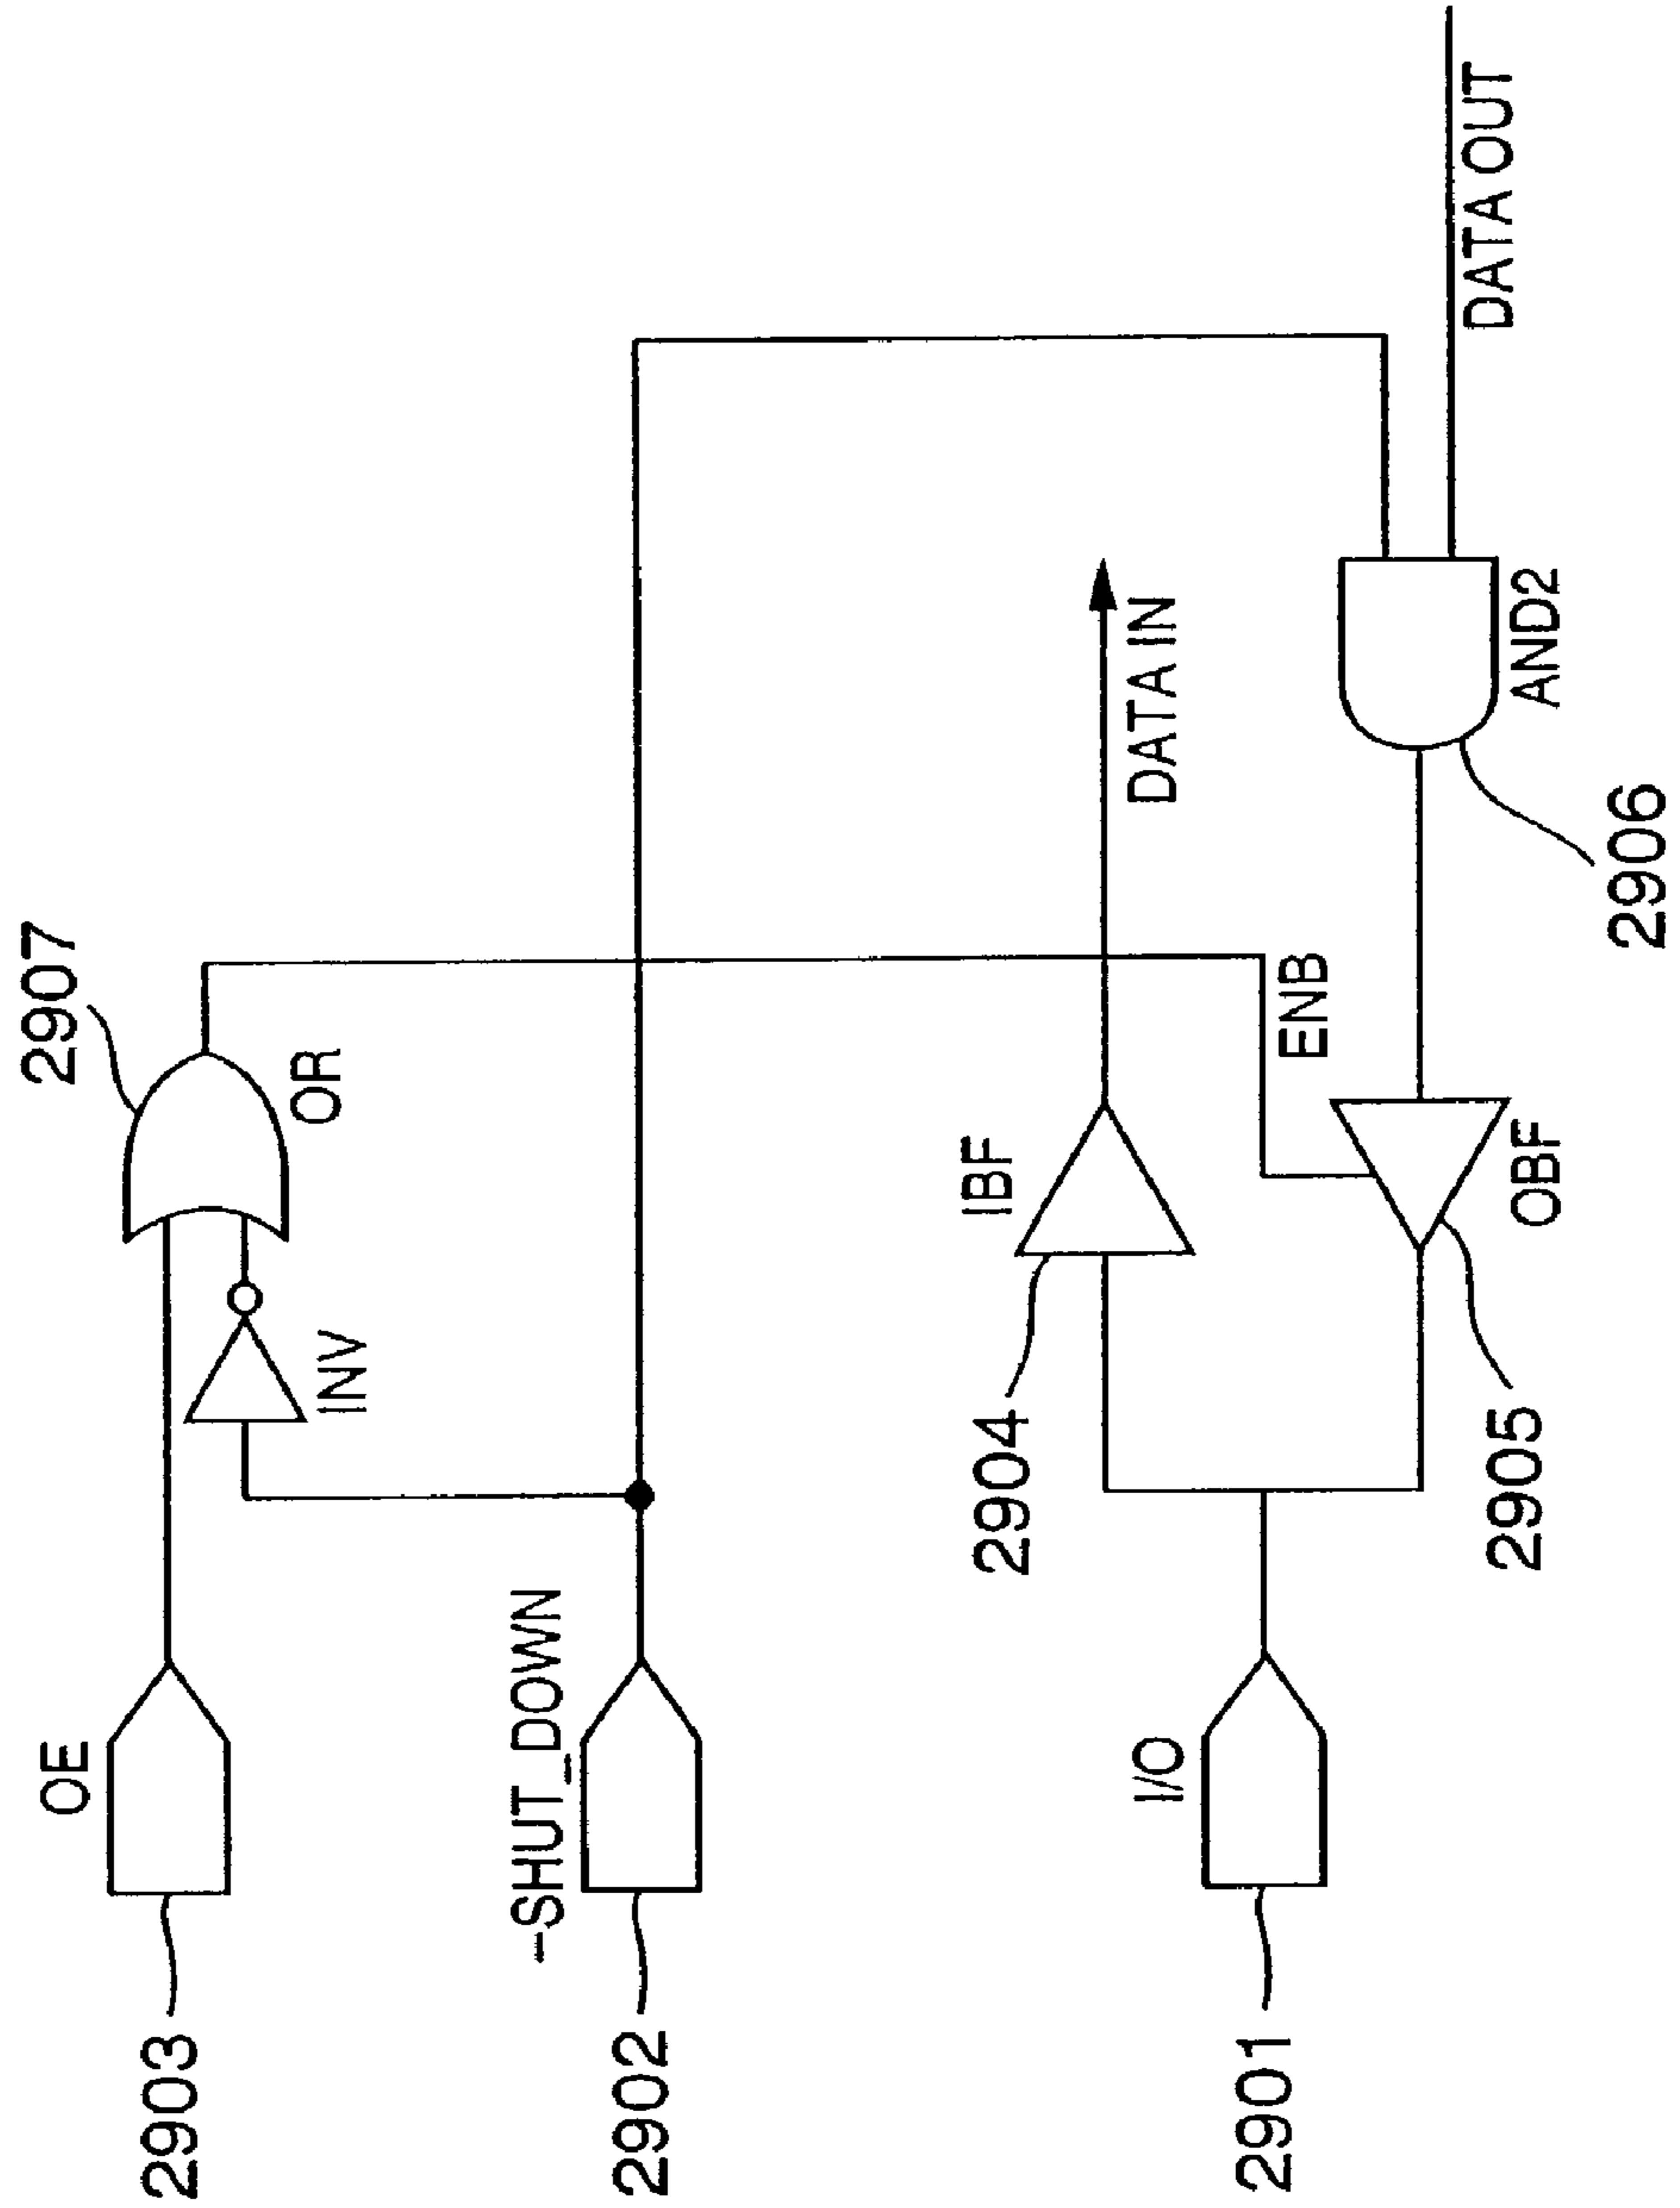 2903
OE
INV
OR
2907
2902
-SHUT_DOWN
2901
I/O
2904
IBF
DATA IN
ENB
2905
OBF
AND2
2906
DATA OUT